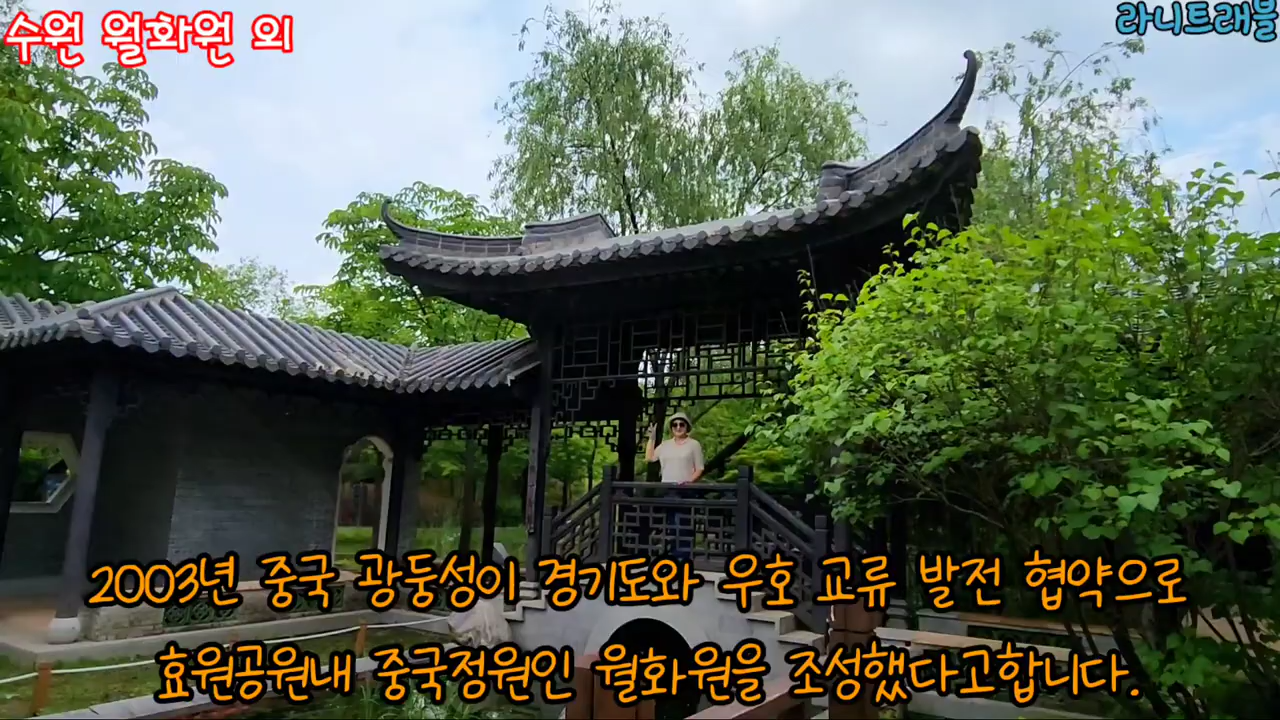 수원 월화원 외
라니트래블
2003년 중국 광둥성이 경기도와 우호 교류 발전 협약으로
효원공원내 중국정원인 월화원을 조성했다고합니다.